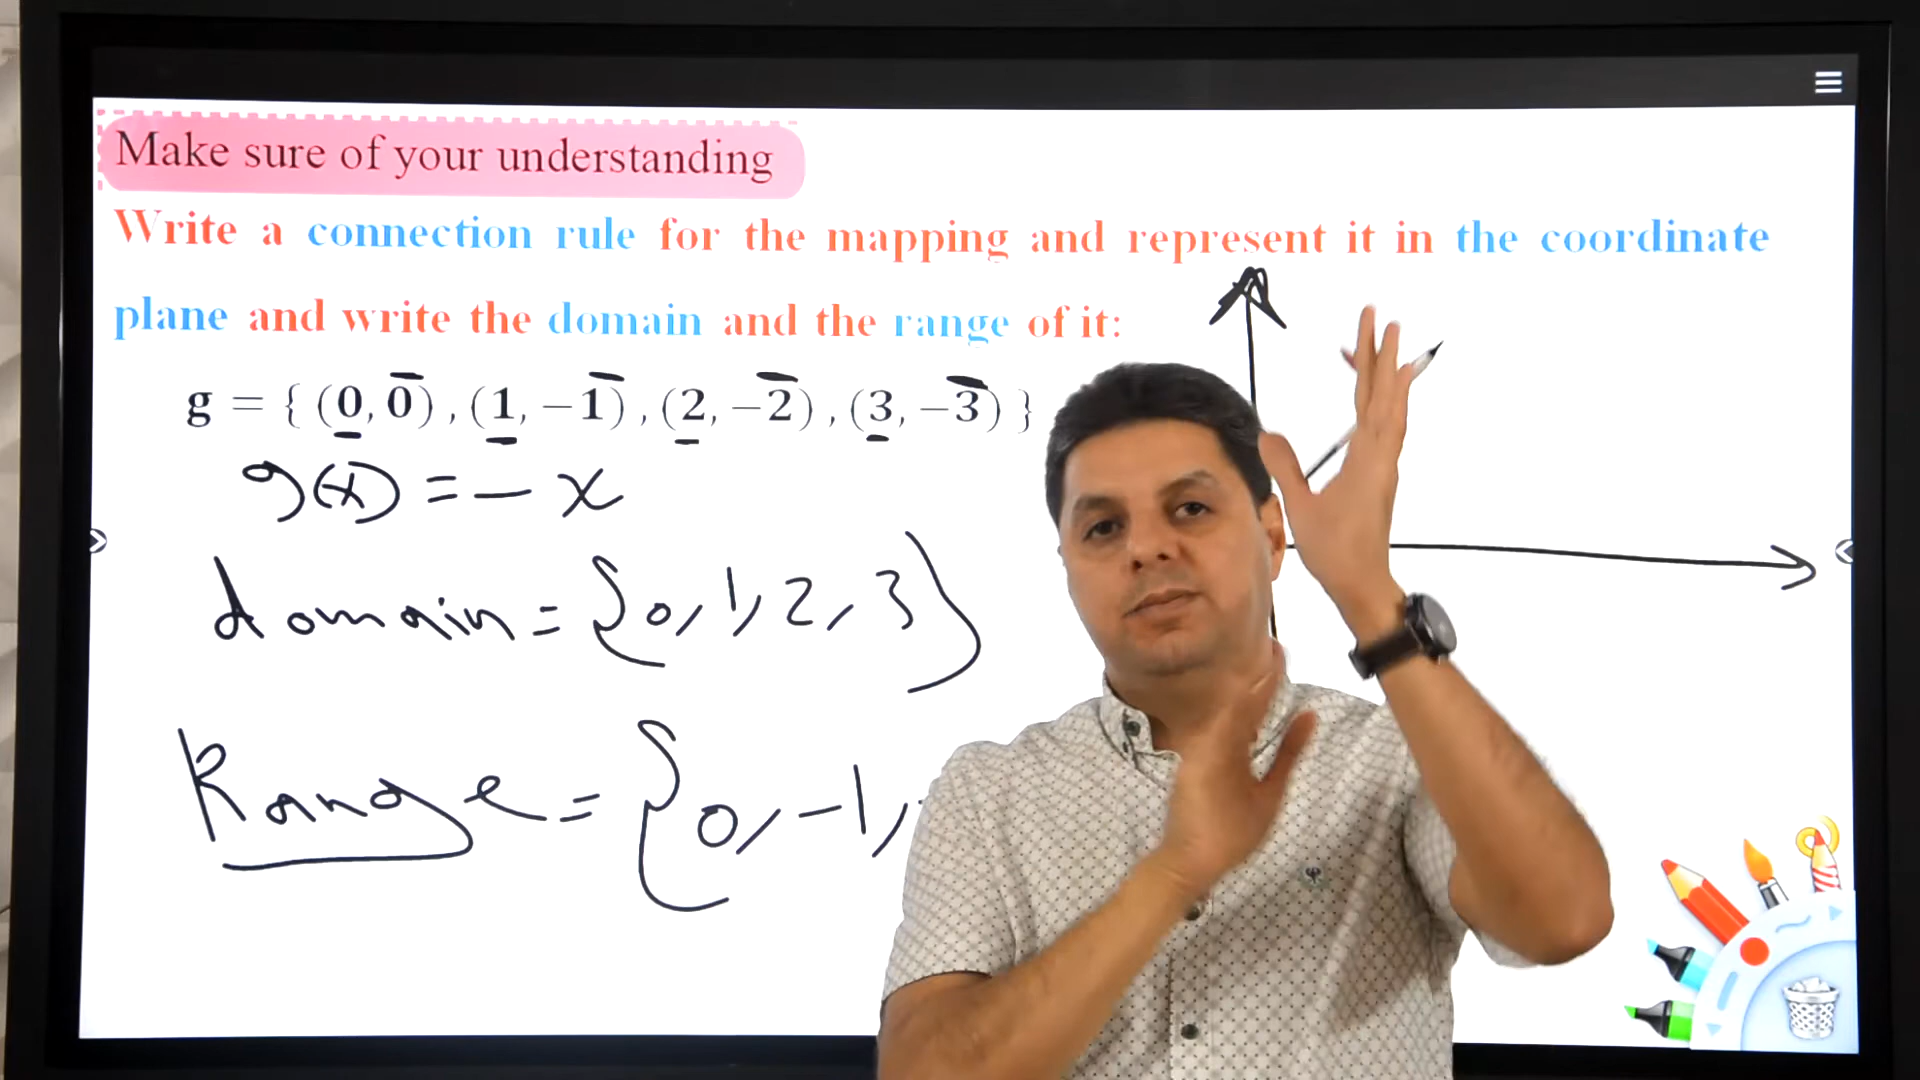 Make sure of your understanding
Write a connection rule for the mapping and represent it in the coordinate
plane and write the domain and the range of it:
g = { (0, 0) , (1, −1) , (2, −2) , (3, −3) }
g(x) = − x
domain = {0, 1, 2, 3}
Range = {0, −1,